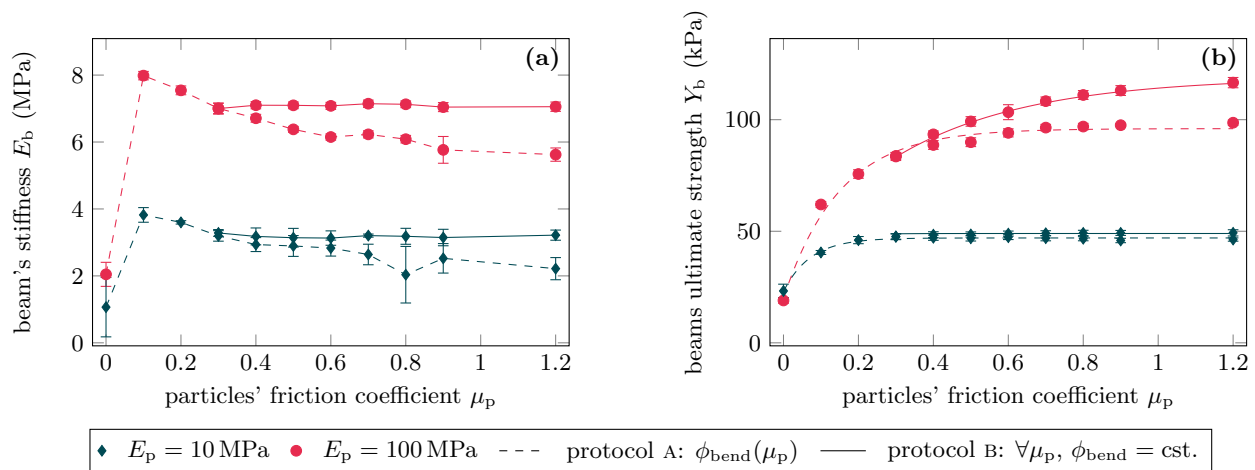 (a)
8
6
4
2
0
beam's stiffness E_b (MPa)
0 0.2 0.4 0.6 0.8 1 1.2
particles' friction coefficient μ_p
(b)
100
50
0
beams ultimate strength Y_b (kPa)
0 0.2 0.4 0.6 0.8 1 1.2
particles' friction coefficient μ_p
E_p = 10 MPa E_p = 100 MPa protocol A: ϕ_bend(μ_p) protocol B: ∀μ_p, ϕ_bend = cst.